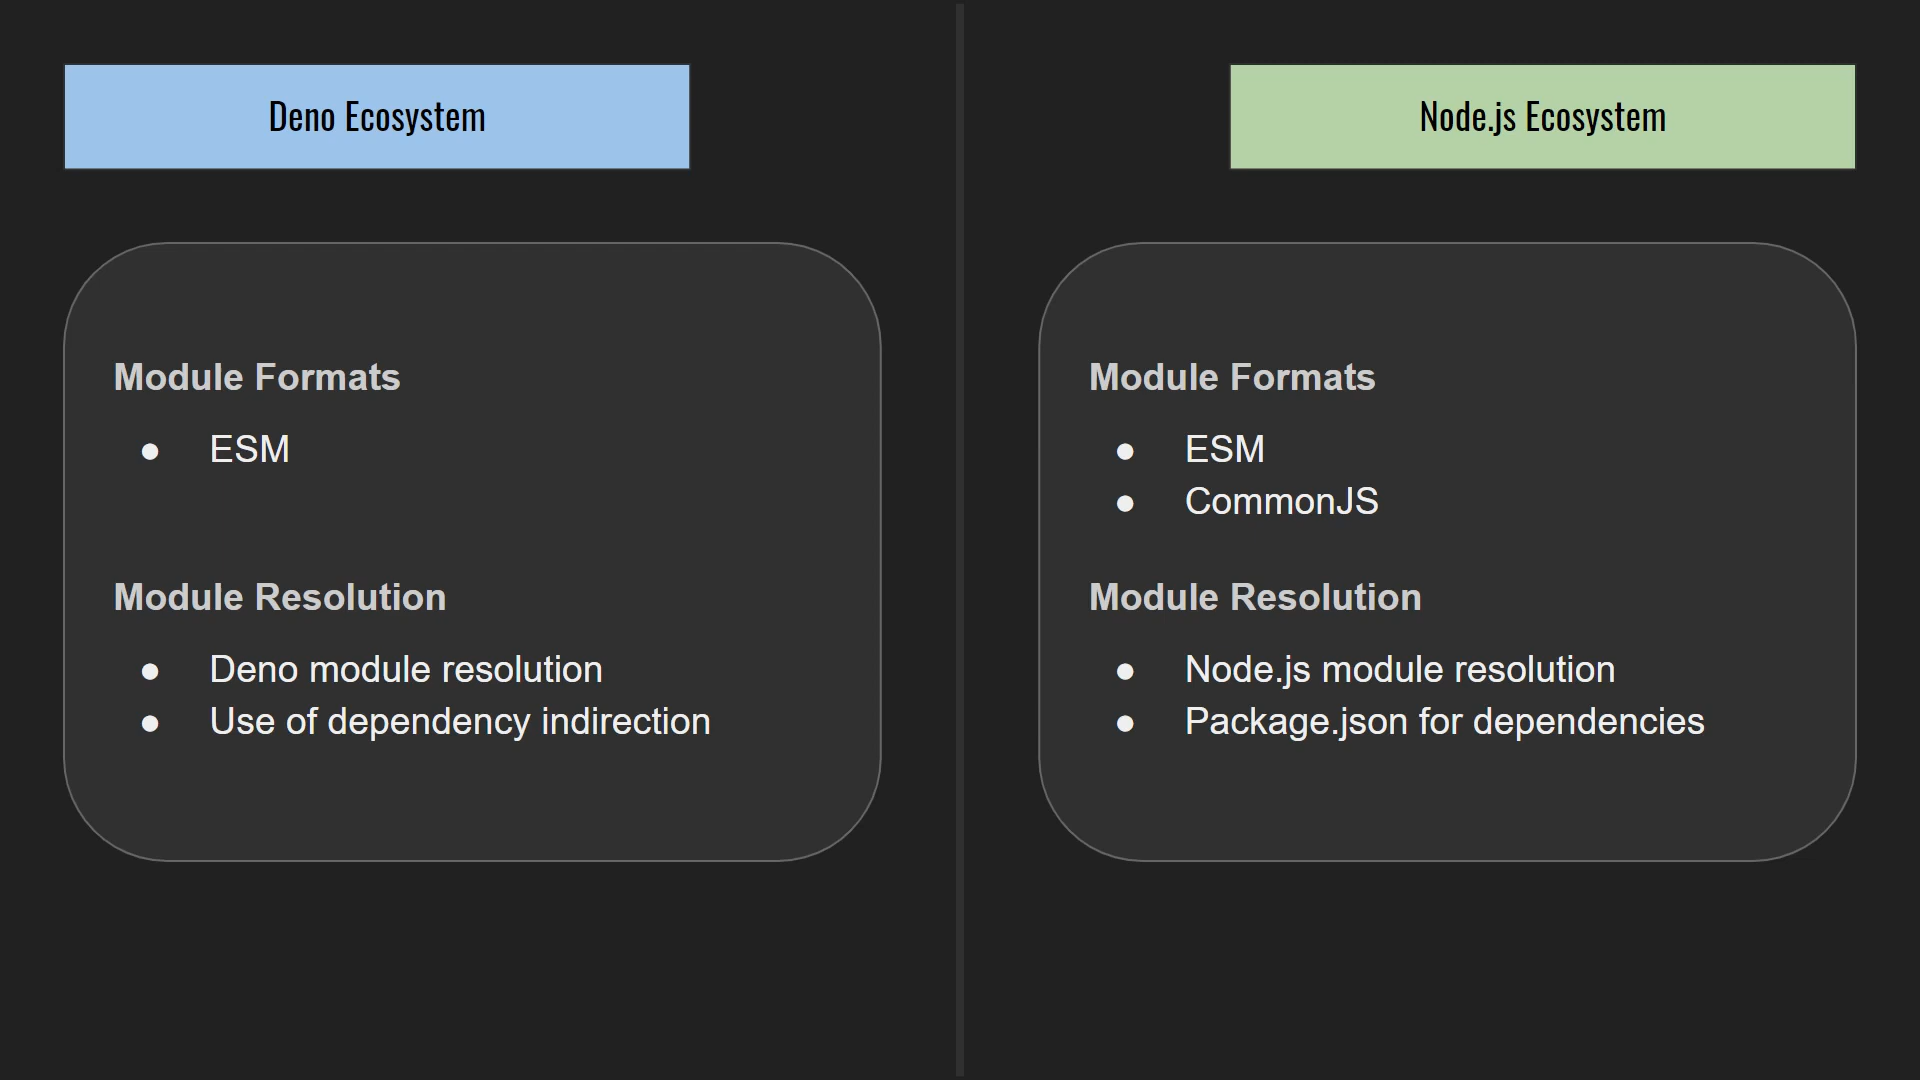 Deno Ecosystem
Module Formats
● ESM
Module Resolution
● Deno module resolution
● Use of dependency indirection
Node.js Ecosystem
Module Formats
● ESM
● CommonJS
Module Resolution
● Node.js module resolution
● Package.json for dependencies